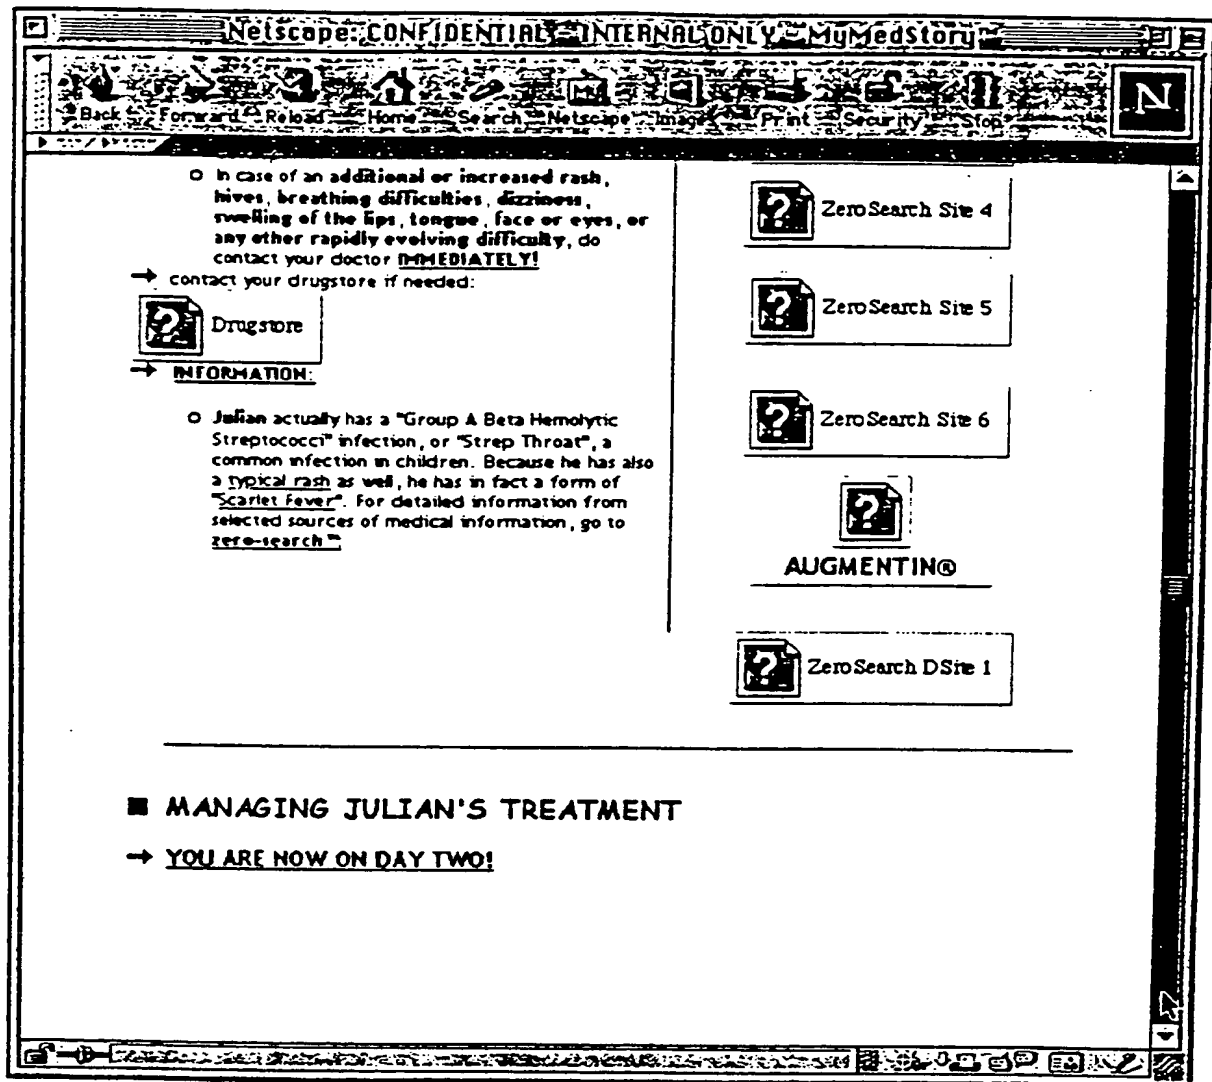 Netscape: CONFIDENTIAL - INTERNAL ONLY - MyMedStory
Back Forward Reload Home Search Netscape Images Print Security Stop
N
o In case of an additional or increased rash,
hives, breathing difficulties, dizziness,
swelling of the lips, tongue, face or eyes, or
any other rapidly evolving difficulty, do
contact your doctor IMMEDIATELY!
→ contact your drugstore if needed:
Drugstore
→ INFORMATION:
o Julian actually has a "Group A Beta Hemolytic
Streptococci" infection, or "Strep Throat", a
common infection in children. Because he has also
a typical rash as well, he has in fact a form of
"Scarlet Fever". For detailed information from
selected sources of medical information, go to
zero-search™
ZeroSearch Site 4
ZeroSearch Site 5
ZeroSearch Site 6
AUGMENTIN®
ZeroSearch DSite 1
■ MANAGING JULIAN'S TREATMENT
→ YOU ARE NOW ON DAY TWO!